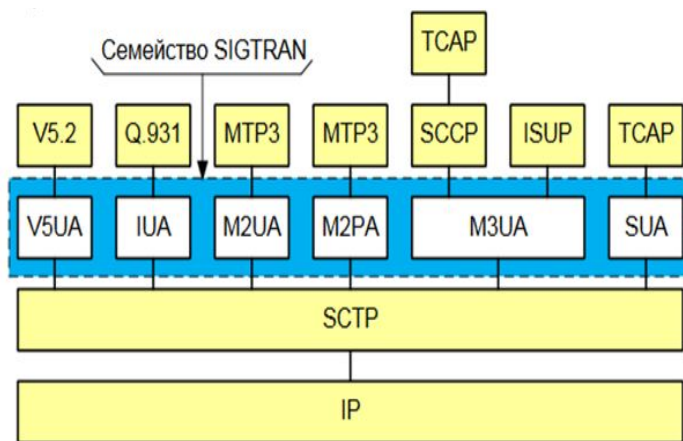 Семейство SIGTRAN
TCAP
V5.2
Q.931
MTP3
MTP3
SCCP
ISUP
TCAP
V5UA
IUA
M2UA
M2PA
M3UA
SUA
SCTP
IP